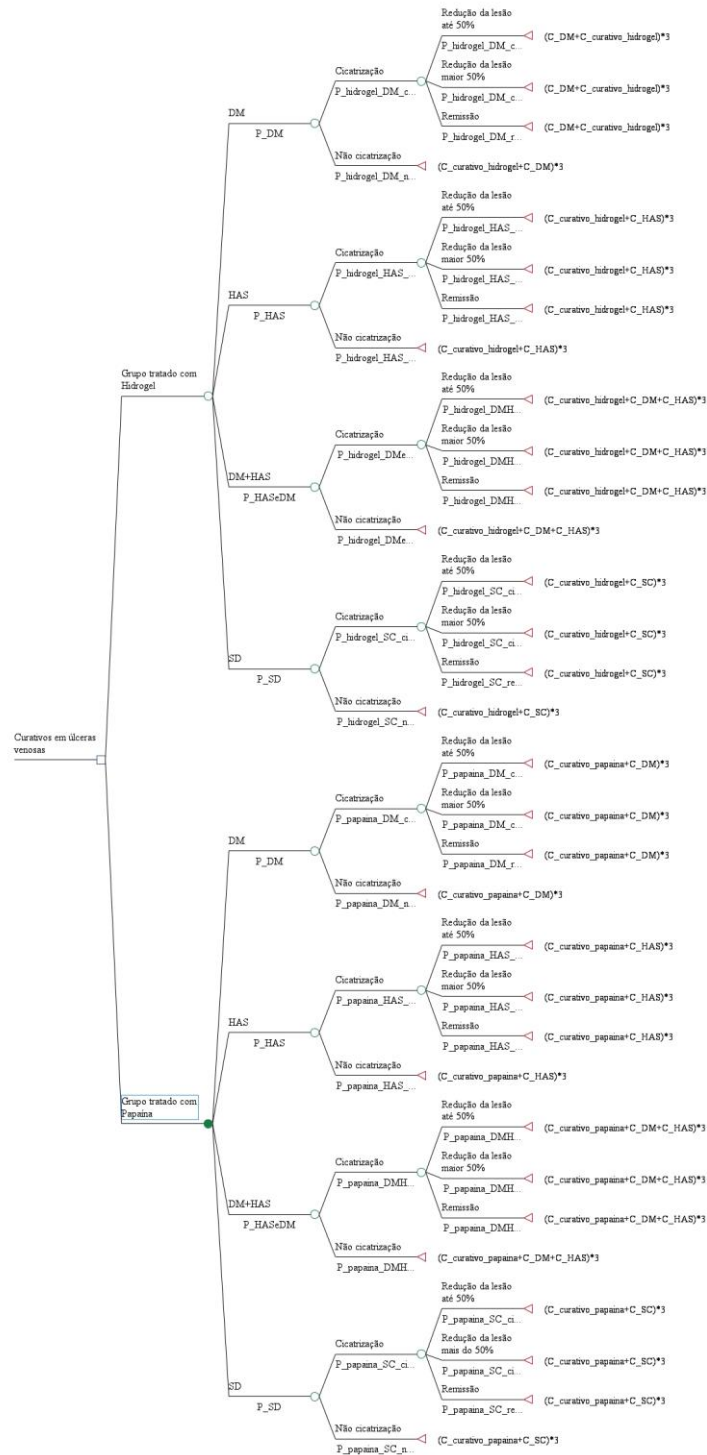 Curativos em úlceras
venosas
Grupo tratado com
Hidrogel
DM
P_DM
Cicatrização
P_hidrogel_DM_c...
Redução da lesão
até 50%
P_hidrogel_DM_c...
(C_DM+C_curativo_hidrogel)*3
Redução da lesão
maior 50%
P_hidrogel_DM_c...
(C_DM+C_curativo_hidrogel)*3
Remissão
P_hidrogel_DM_r...
(C_DM+C_curativo_hidrogel)*3
Não cicatrização
P_hidrogel_DM_n...
(C_curativo_hidrogel+C_DM)*3
HAS
P_HAS
Cicatrização
P_hidrogel_HAS_...
Redução da lesão
até 50%
P_hidrogel_HAS_...
(C_curativo_hidrogel+C_HAS)*3
Redução da lesão
maior 50%
P_hidrogel_HAS_...
(C_curativo_hidrogel+C_HAS)*3
Remissão
P_hidrogel_HAS_...
(C_curativo_hidrogel+C_HAS)*3
Não cicatrização
P_hidrogel_HAS_...
(C_curativo_hidrogel+C_HAS)*3
DM+HAS
P_HASeDM
Cicatrização
P_hidrogel_DMe...
Redução da lesão
até 50%
P_hidrogel_DMH...
(C_curativo_hidrogel+C_DM+C_HAS)*3
Redução da lesão
maior 50%
P_hidrogel_DMH...
(C_curativo_hidrogel+C_DM+C_HAS)*3
Remissão
P_hidrogel_DMH...
(C_curativo_hidrogel+C_DM+C_HAS)*3
Não cicatrização
P_hidrogel_DMe...
(C_curativo_hidrogel+C_DM+C_HAS)*3
SD
P_SD
Cicatrização
P_hidrogel_SC_ci...
Redução da lesão
até 50%
P_hidrogel_SC_ci...
(C_curativo_hidrogel+C_SC)*3
Redução da lesão
maior 50%
P_hidrogel_SC_ci...
(C_curativo_hidrogel+C_SC)*3
Remissão
P_hidrogel_SC_re...
(C_curativo_hidrogel+C_SC)*3
Não cicatrização
P_hidrogel_SC_n...
(C_curativo_hidrogel+C_SC)*3
Grupo tratado com
Papaína
DM
P_DM
Cicatrização
P_papaina_DM_c...
Redução da lesão
até 50%
P_papaina_DM_c...
(C_curativo_papaina+C_DM)*3
Redução da lesão
maior 50%
P_papaina_DM_c...
(C_curativo_papaina+C_DM)*3
Remissão
P_papaina_DM_r...
(C_curativo_papaina+C_DM)*3
Não cicatrização
P_papaina_DM_n...
(C_curativo_papaina+C_DM)*3
HAS
P_HAS
Cicatrização
P_papaina_HAS_...
Redução da lesão
até 50%
P_papaina_HAS_...
(C_curativo_papaina+C_HAS)*3
Redução da lesão
maior 50%
P_papaina_HAS_...
(C_curativo_papaina+C_HAS)*3
Remissão
P_papaina_HAS_...
(C_curativo_papaina+C_HAS)*3
Não cicatrização
P_papaina_HAS_...
(C_curativo_papaina+C_HAS)*3
DM+HAS
P_HASeDM
Cicatrização
P_papaina_DMH...
Redução da lesão
até 50%
P_papaina_DMH...
(C_curativo_papaina+C_DM+C_HAS)*3
Redução da lesão
maior 50%
P_papaina_DMH...
(C_curativo_papaina+C_DM+C_HAS)*3
Remissão
P_papaina_DMH...
(C_curativo_papaina+C_DM+C_HAS)*3
Não cicatrização
P_papaina_DMH...
(C_curativo_papaina+C_DM+C_HAS)*3
SD
P_SD
Cicatrização
P_papaina_SC_ci...
Redução da lesão
até 50%
P_papaina_SC_ci...
(C_curativo_papaina+C_SC)*3
Redução da lesão
mais do 50%
P_papaina_SC_ci...
(C_curativo_papaina+C_SC)*3
Remissão
P_papaina_SC_re...
(C_curativo_papaina+C_SC)*3
Não cicatrização
P_papaina_SC_n...
(C_curativo_papaina+C_SC)*3